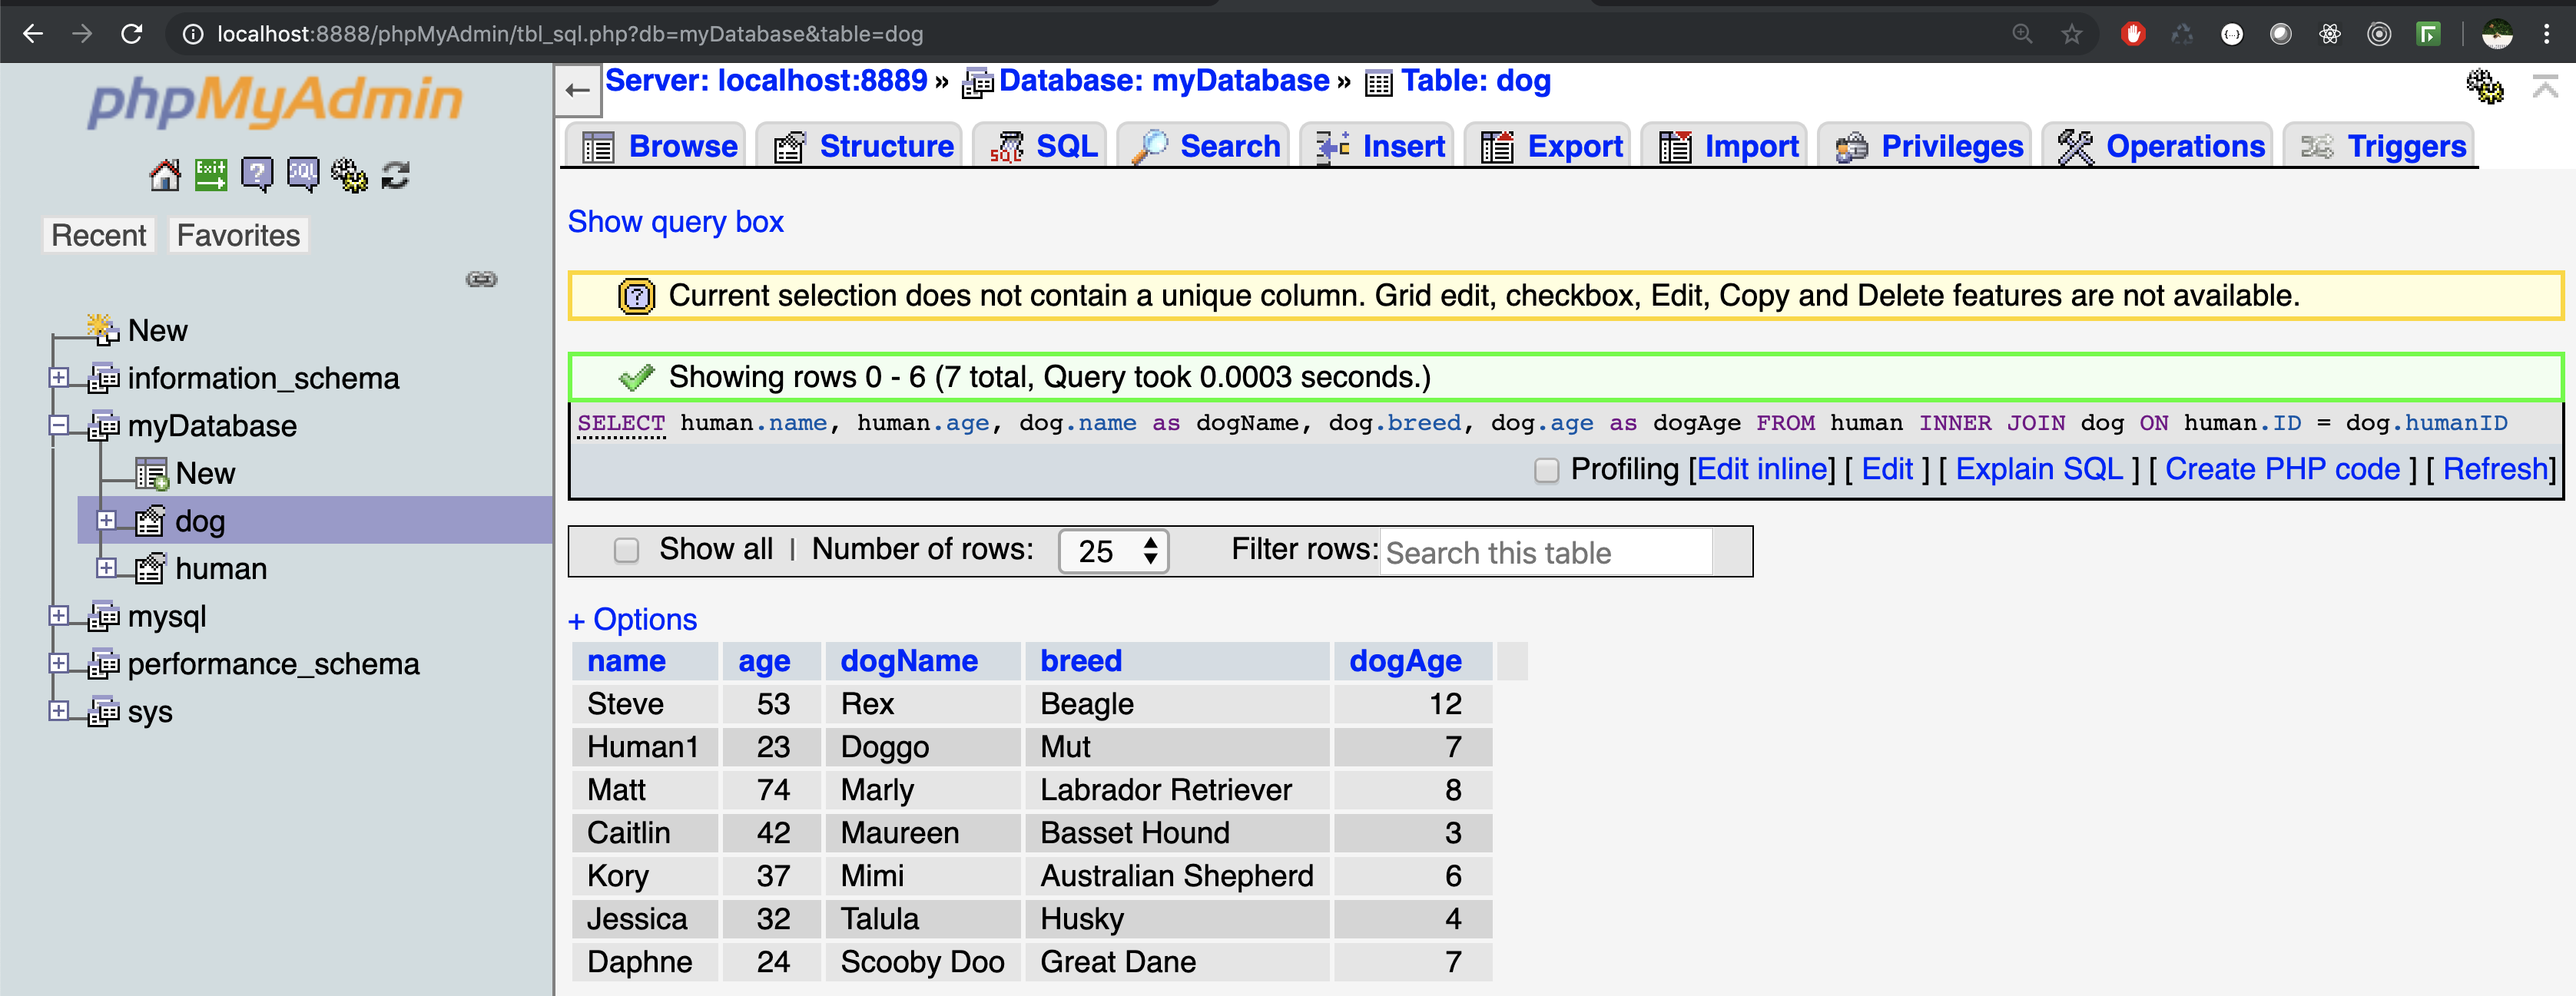 localhost:8888/phpMyAdmin/tbl_sql.php?db=myDatabase&table=dog
phpMyAdmin
Exit ? SQL
Recent Favorites
New
information_schema
myDatabase
New
dog
human
mysql
performance_schema
sys
Server: localhost:8889 » Database: myDatabase » Table: dog
Browse Structure SQL Search Insert Export Import Privileges Operations Triggers
Show query box
Current selection does not contain a unique column. Grid edit, checkbox, Edit, Copy and Delete features are not available.
Showing rows 0 - 6 (7 total, Query took 0.0003 seconds.)
SELECT human.name, human.age, dog.name as dogName, dog.breed, dog.age as dogAge FROM human INNER JOIN dog ON human.ID = dog.humanID
Profiling [Edit inline] [ Edit ] [ Explain SQL ] [ Create PHP code ] [ Refresh]
Show all | Number of rows: 25 Filter rows: Search this table
+ Options
name age dogName breed dogAge
Steve 53 Rex Beagle 12
Human1 23 Doggo Mut 7
Matt 74 Marly Labrador Retriever 8
Caitlin 42 Maureen Basset Hound 3
Kory 37 Mimi Australian Shepherd 6
Jessica 32 Talula Husky 4
Daphne 24 Scooby Doo Great Dane 7